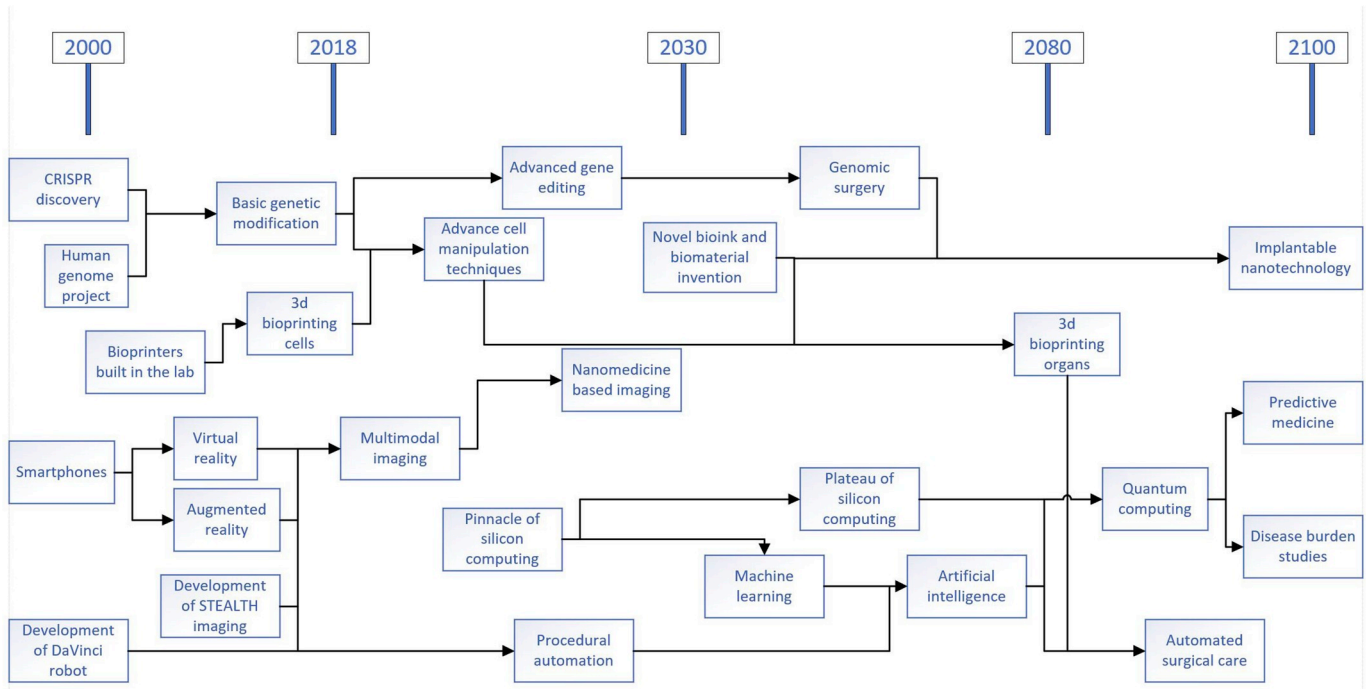 2000
2018
2030
2080
2100
CRISPR
discovery
Human
genome
project
Basic genetic
modification
Advanced gene
editing
Genomic
surgery
Advance cell
manipulation
techniques
Novel bioink and
biomaterial
invention
Implantable
nanotechnology
Bioprinters
built in the lab
3d
bioprinting
cells
3d
bioprinting
organs
Nanomedicine
based imaging
Smartphones
Virtual
reality
Augmented
reality
Multimodal
imaging
Predictive
medicine
Pinnacle of
silicon
computing
Plateau of
silicon
computing
Quantum
computing
Disease burden
studies
Machine
learning
Artificial
intelligence
Development
of STEALTH
imaging
Development
of DaVinci
robot
Procedural
automation
Automated
surgical care